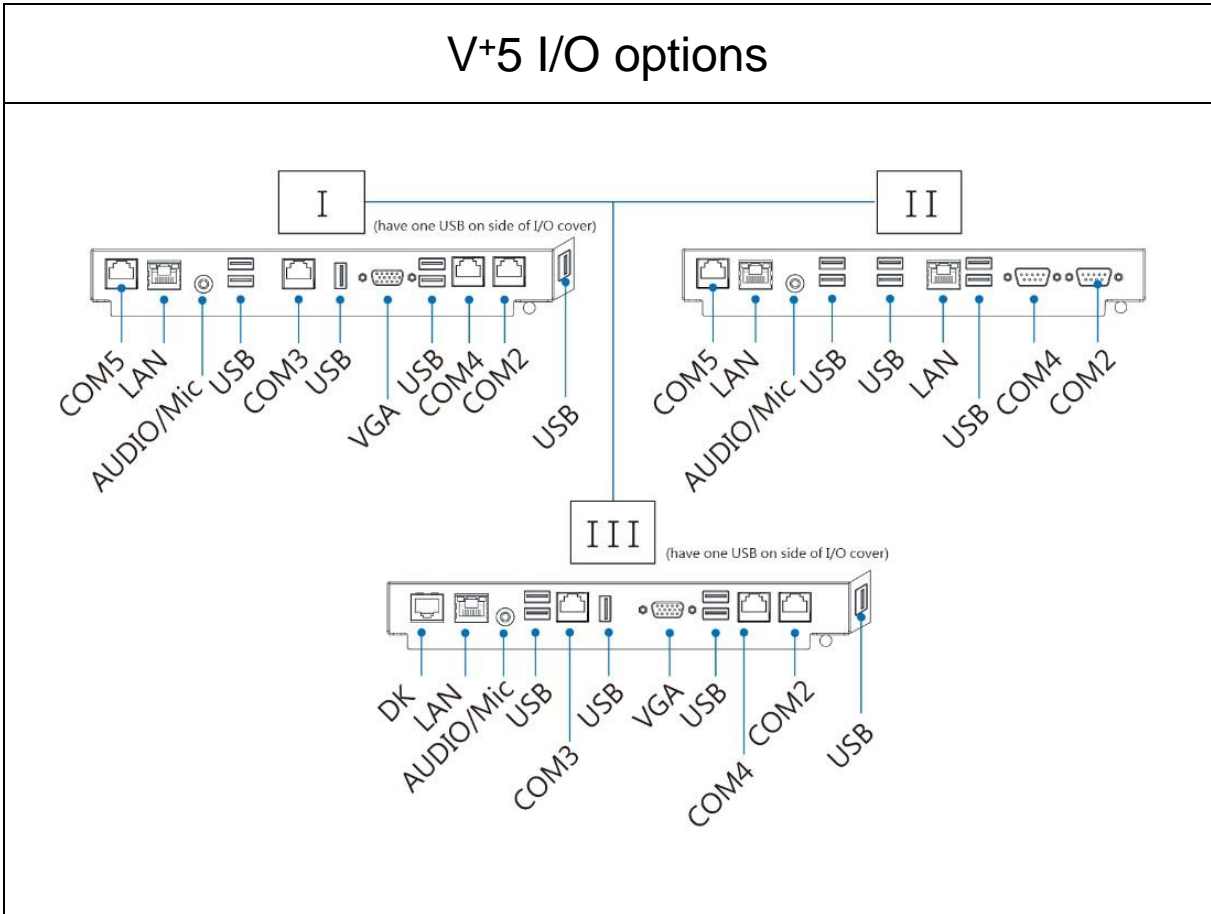 V+5 I/O options
I
(have one USB on side of I/O cover)
COM5
LAN
AUDIO/Mic
USB
COM3
USB
VGA
USB
COM4
COM2
USB
II
COM5
LAN
AUDIO/Mic
USB
USB
LAN
USB
COM4
COM2
III
(have one USB on side of I/O cover)
DK
LAN
AUDIO/Mic
USB
COM3
USB
VGA
USB
COM4
COM2
USB